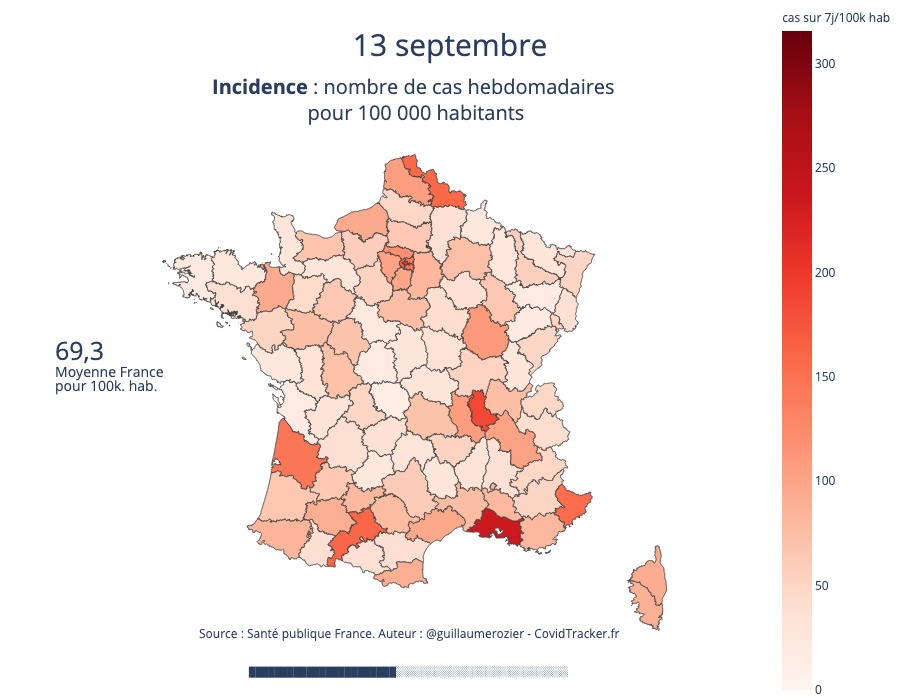 cas sur 7j/100k hab
13 septembre
Incidence : nombre de cas hebdomadaires
pour 100 000 habitants
300
250
200
150
100
50
0
69,3
Moyenne France
pour 100k. hab.
Source : Santé publique France. Auteur : @guillaumerozier - CovidTracker.fr